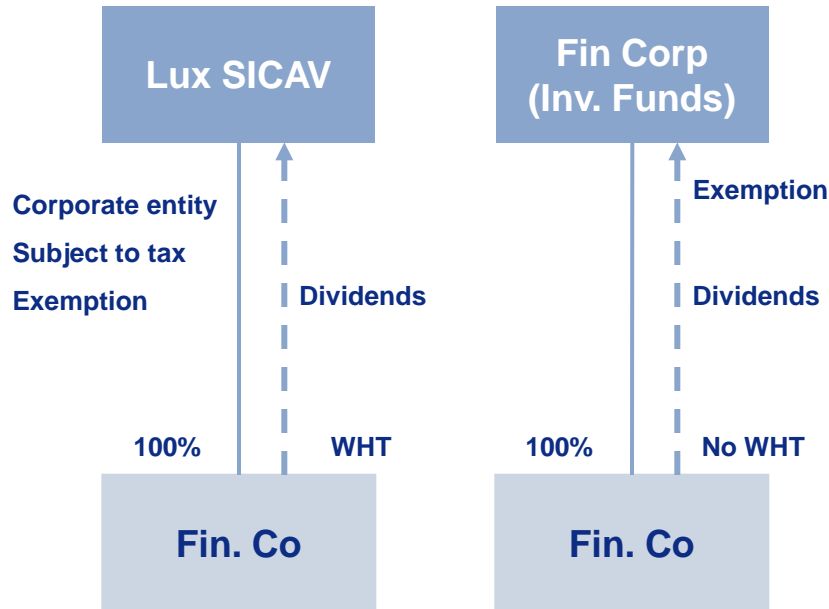 Lux SICAV
Corporate entity
Subject to tax
Exemption
Dividends
100%
WHT
Fin. Co
Fin Corp
(Inv. Funds)
Exemption
Dividends
100%
No WHT
Fin. Co